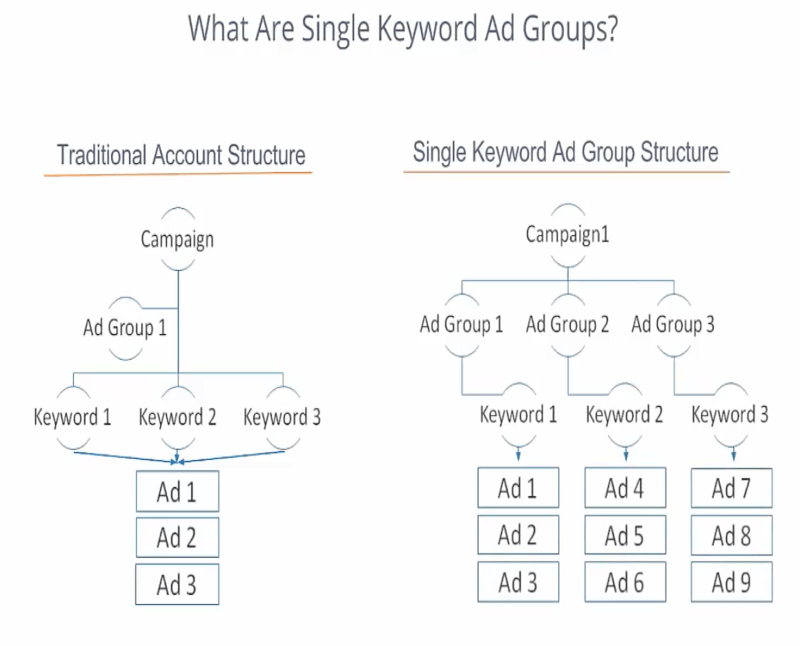 What Are Single Keyword Ad Groups?
Traditional Account Structure
Campaign
Ad Group 1
Keyword 1 Keyword 2 Keyword 3
Ad 1
Ad 2
Ad 3
Single Keyword Ad Group Structure
Campaign1
Ad Group 1 Ad Group 2 Ad Group 3
Keyword 1 Keyword 2 Keyword 3
Ad 1 Ad 4 Ad 7
Ad 2 Ad 5 Ad 8
Ad 3 Ad 6 Ad 9